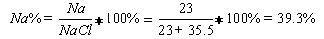 Na% = Na/NaCl * 100% = 23/(23 + 35.5) * 100% = 39.3%